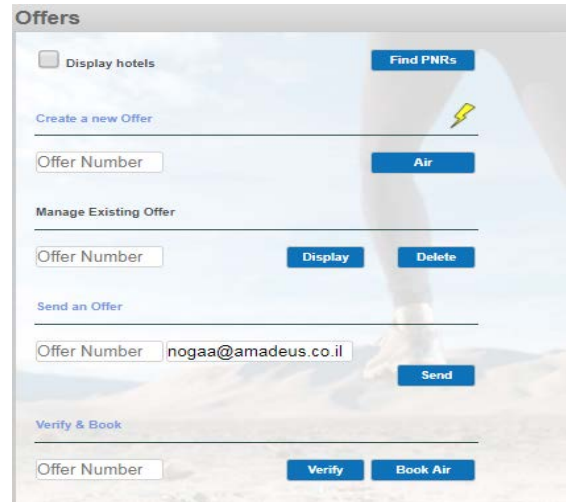 Offers
Display hotels Find PNRs
Create a new Offer
Offer Number Air
Manage Existing Offer
Offer Number Display Delete
Send an Offer
Offer Number nogaa@amadeus.co.il
Send
Verify & Book
Offer Number Verify Book Air